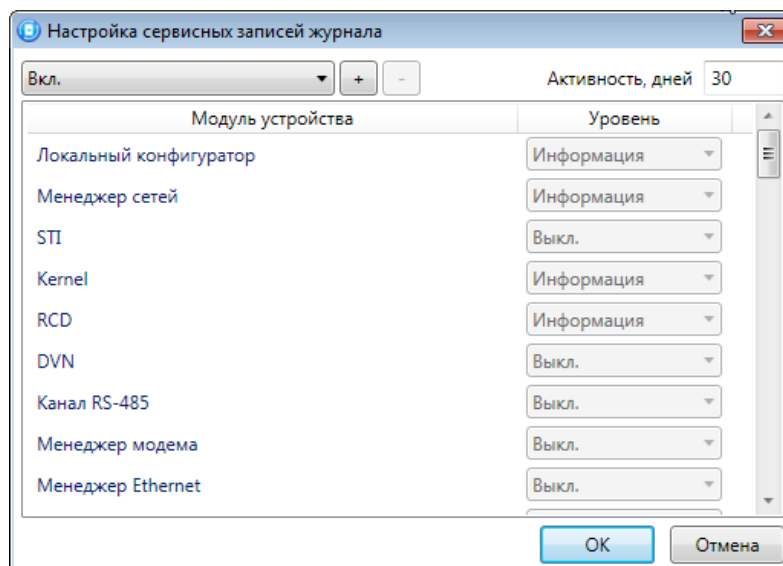 Настройка сервисных записей журнала
Вкл. + - Активность, дней 30
Модуль устройства Уровень
Локальный конфигуратор Информация
Менеджер сетей Информация
STI Выкл.
Kernel Информация
RCD Информация
DVN Выкл.
Канал RS-485 Выкл.
Менеджер модема Выкл.
Менеджер Ethernet Выкл.
OK Отмена